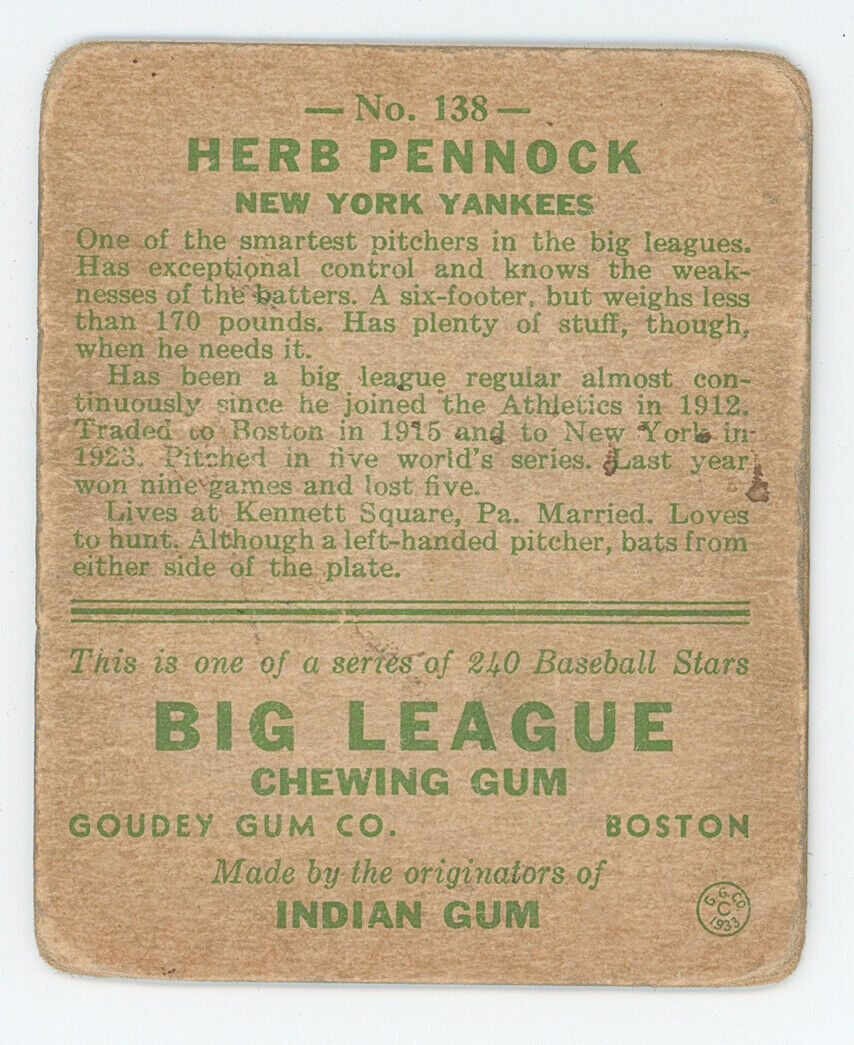 — No. 138 —
HERB PENNOCK
NEW YORK YANKEES
One of the smartest pitchers in the big leagues.
Has exceptional control and knows the weak-
nesses of the batters. A six-footer, but weighs less
than 170 pounds. Has plenty of stuff, though,
when he needs it.
Has been a big league regular almost con-
tinuously since he joined the Athletics in 1912.
Traded to Boston in 1915 and to New York in
1923. Pitched in five world's series. Last year
won nine games and lost five.
Lives at Kennett Square, Pa. Married. Loves
to hunt. Although a left-handed pitcher, bats from
either side of the plate.
This is one of a series of 240 Baseball Stars
BIG LEAGUE
CHEWING GUM
GOUDEY GUM CO. BOSTON
Made by the originators of
INDIAN GUM
G. G. CO
C
1933